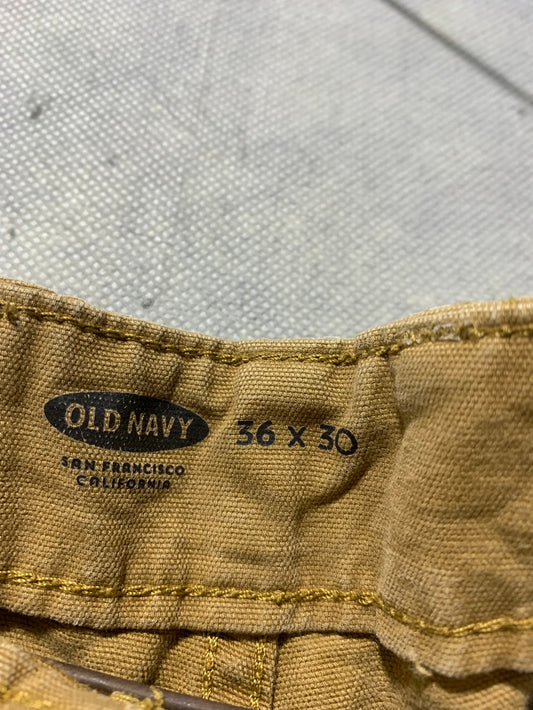 OLD NAVY
SAN FRANCISCO
CALIFORNIA
36 X 30